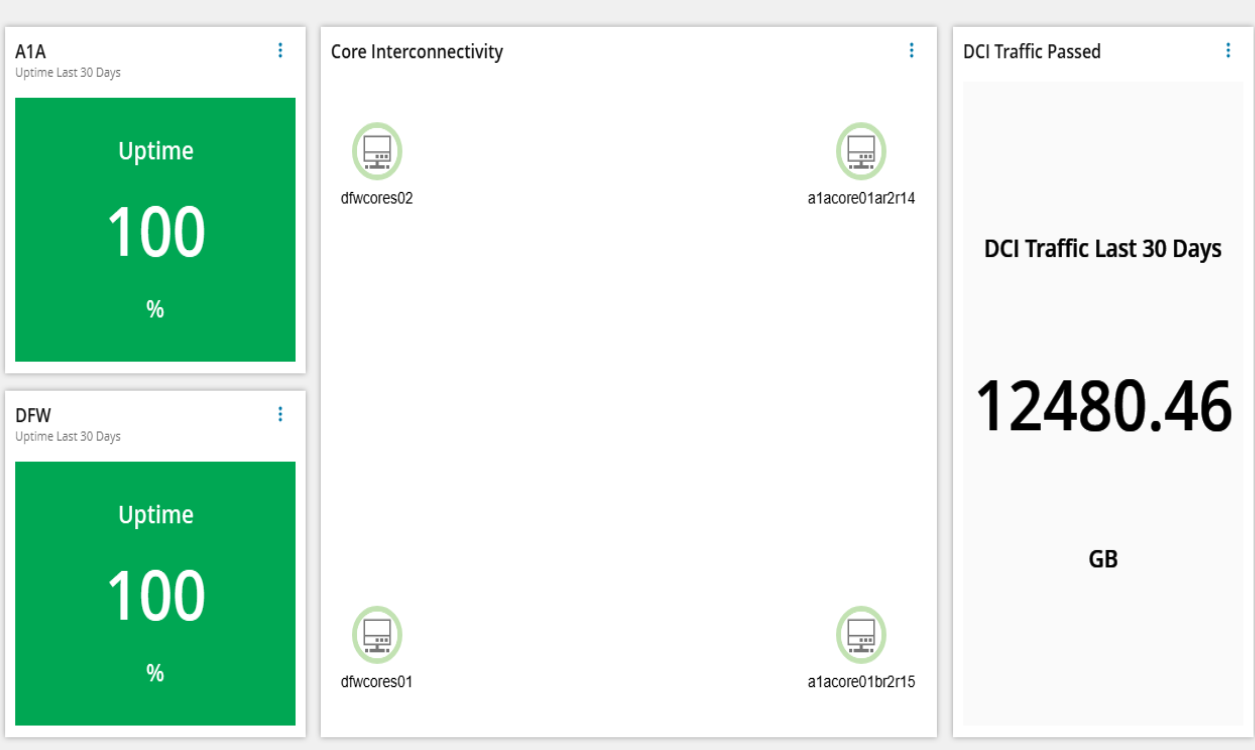 A1A
Uptime Last 30 Days
Uptime
100
%
DFW
Uptime Last 30 Days
Uptime
100
%
Core Interconnectivity
dfwcores02
a1acore01ar2r14
dfwcores01
a1acore01br2r15
DCI Traffic Passed
DCI Traffic Last 30 Days
12480.46
GB